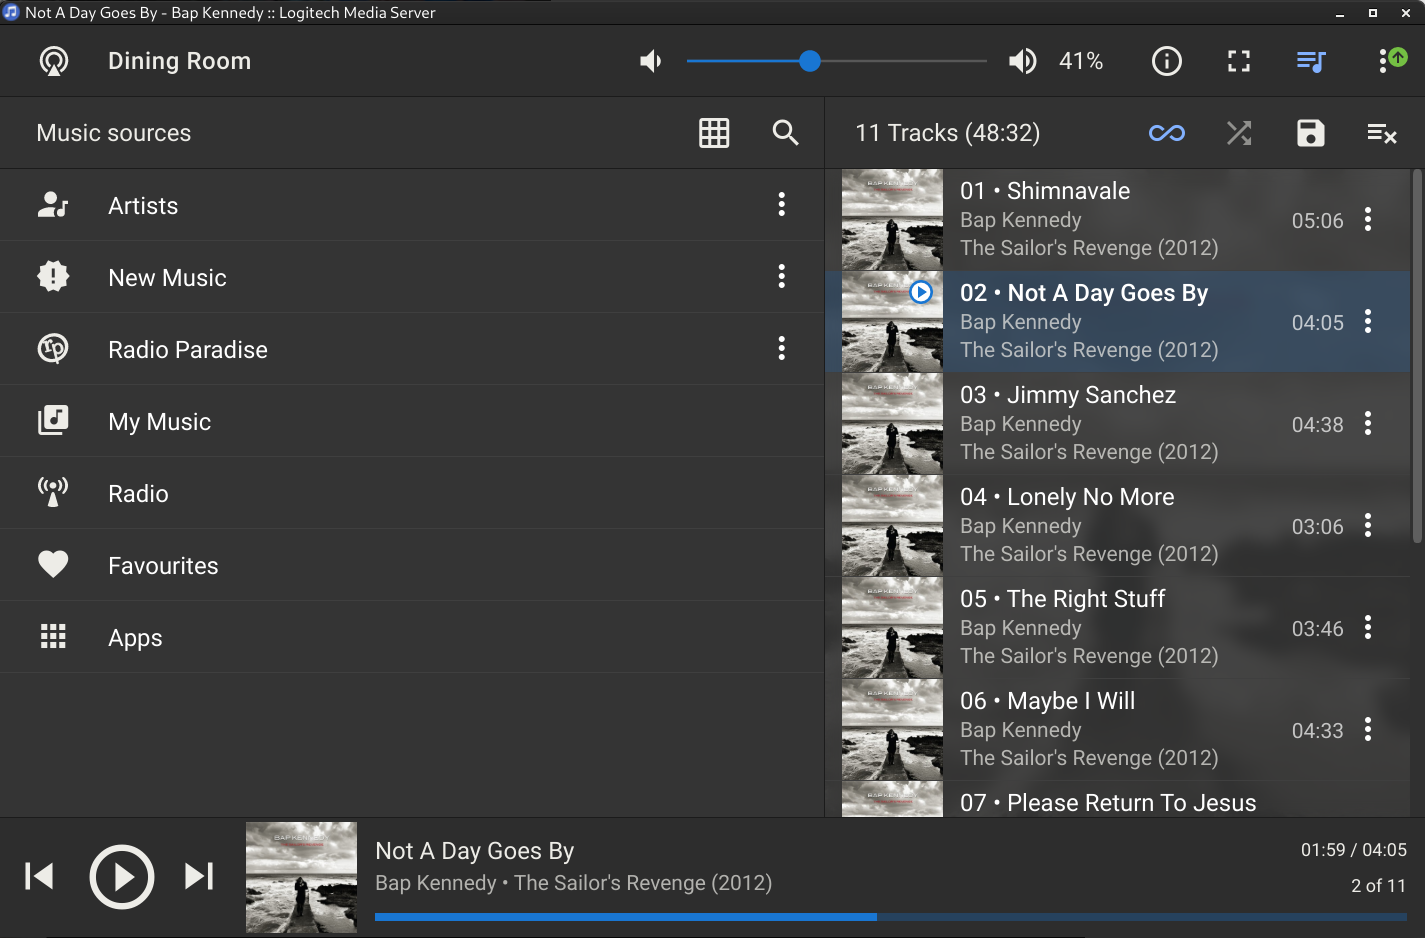 Not A Day Goes By - Bap Kennedy :: Logitech Media Server
Dining Room
41%
Music sources
Artists
New Music
Radio Paradise
My Music
Radio
Favourites
Apps
11 Tracks (48:32)
01 • Shimnavale
Bap Kennedy
05:06
The Sailor's Revenge (2012)
02 • Not A Day Goes By
Bap Kennedy
04:05
The Sailor's Revenge (2012)
03 • Jimmy Sanchez
Bap Kennedy
04:38
The Sailor's Revenge (2012)
04 • Lonely No More
Bap Kennedy
03:06
The Sailor's Revenge (2012)
05 • The Right Stuff
Bap Kennedy
03:46
The Sailor's Revenge (2012)
06 • Maybe I Will
Bap Kennedy
04:33
The Sailor's Revenge (2012)
07 • Please Return To Jesus
Not A Day Goes By
Bap Kennedy • The Sailor's Revenge (2012)
01:59 / 04:05
2 of 11